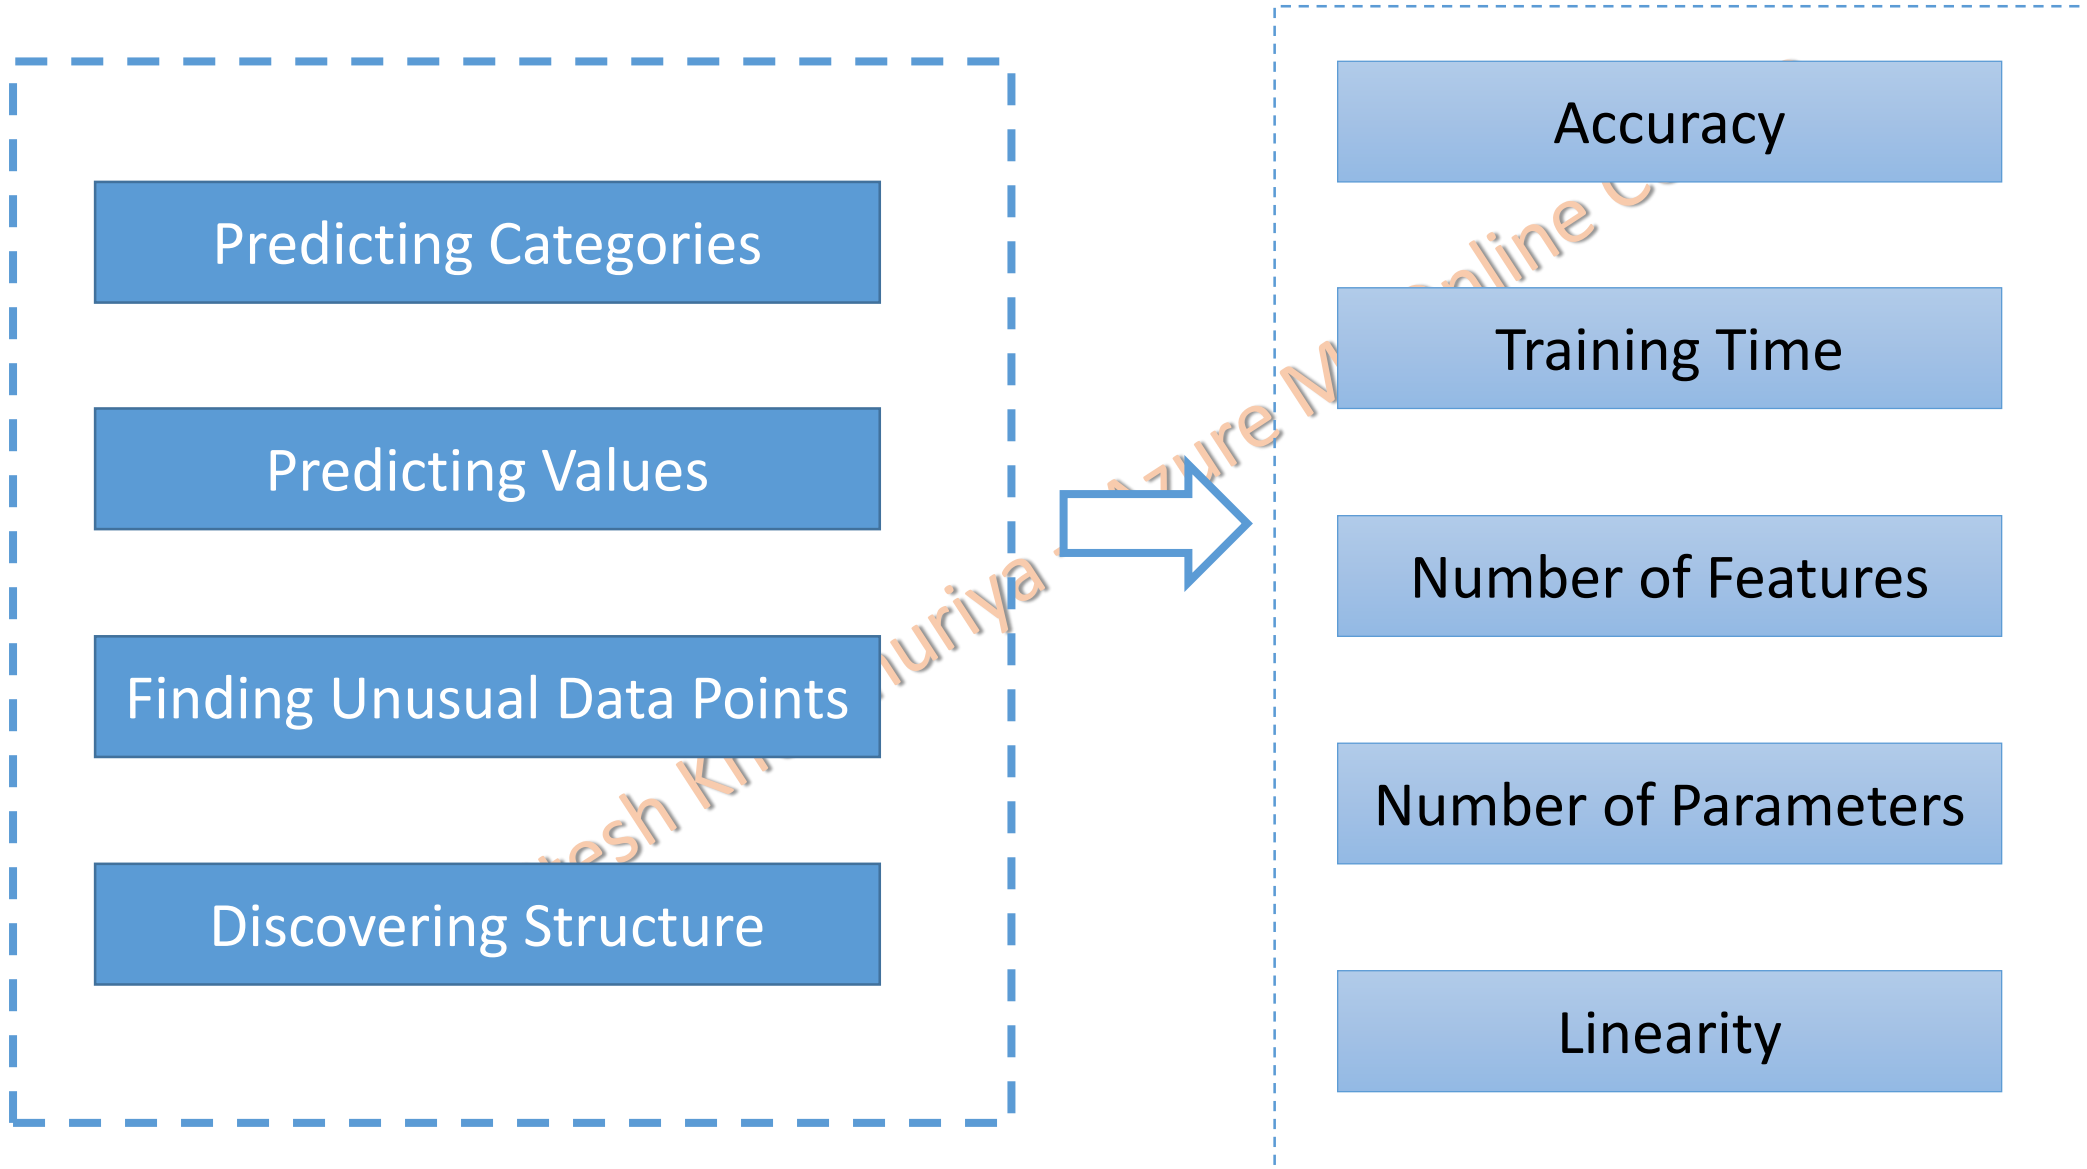 Predicting Categories
Predicting Values
Finding Unusual Data Points
Discovering Structure
Accuracy
Training Time
Number of Features
Number of Parameters
Linearity